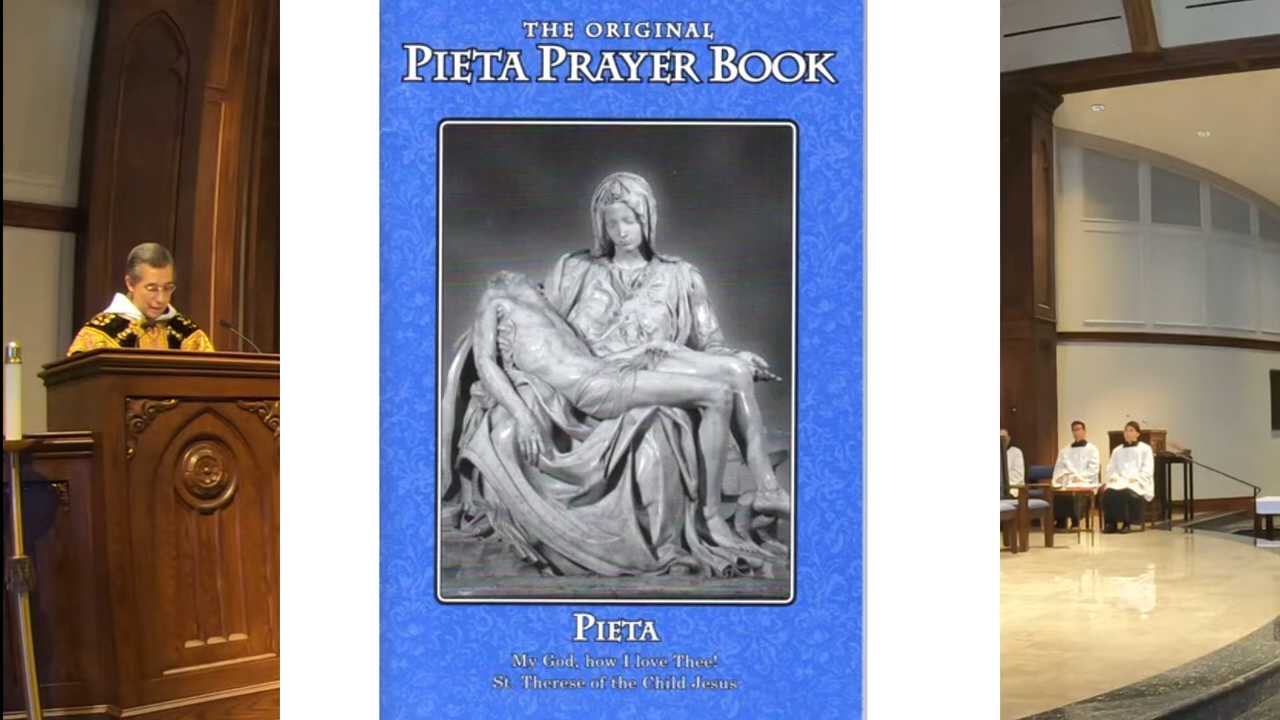 THE ORIGINAL
PIETA PRAYER BOOK
PIETA
My God, how I love Thee!
St. Therese of the Child Jesus